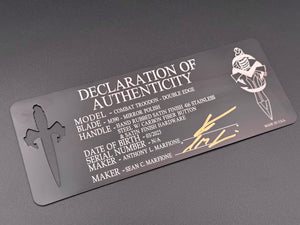 DECLARATION OF
AUTHENTICITY
MODEL - COMBAT TROODON - DOUBLE EDGE
BLADE - M390 - MIRROR POLISH
HANDLE - HAND RUBBED SATIN FINISH 416 STAINLESS
STEEL W/ CARBON FIBER BUTTON
& SATIN FINISH HARDWARE
DATE OF BIRTH - 03/2023
SERIAL NUMBER -
MAKER - ANTHONY L. MARFIONE
MAKER - SEAN C. MARFIONE
MADE IN USA